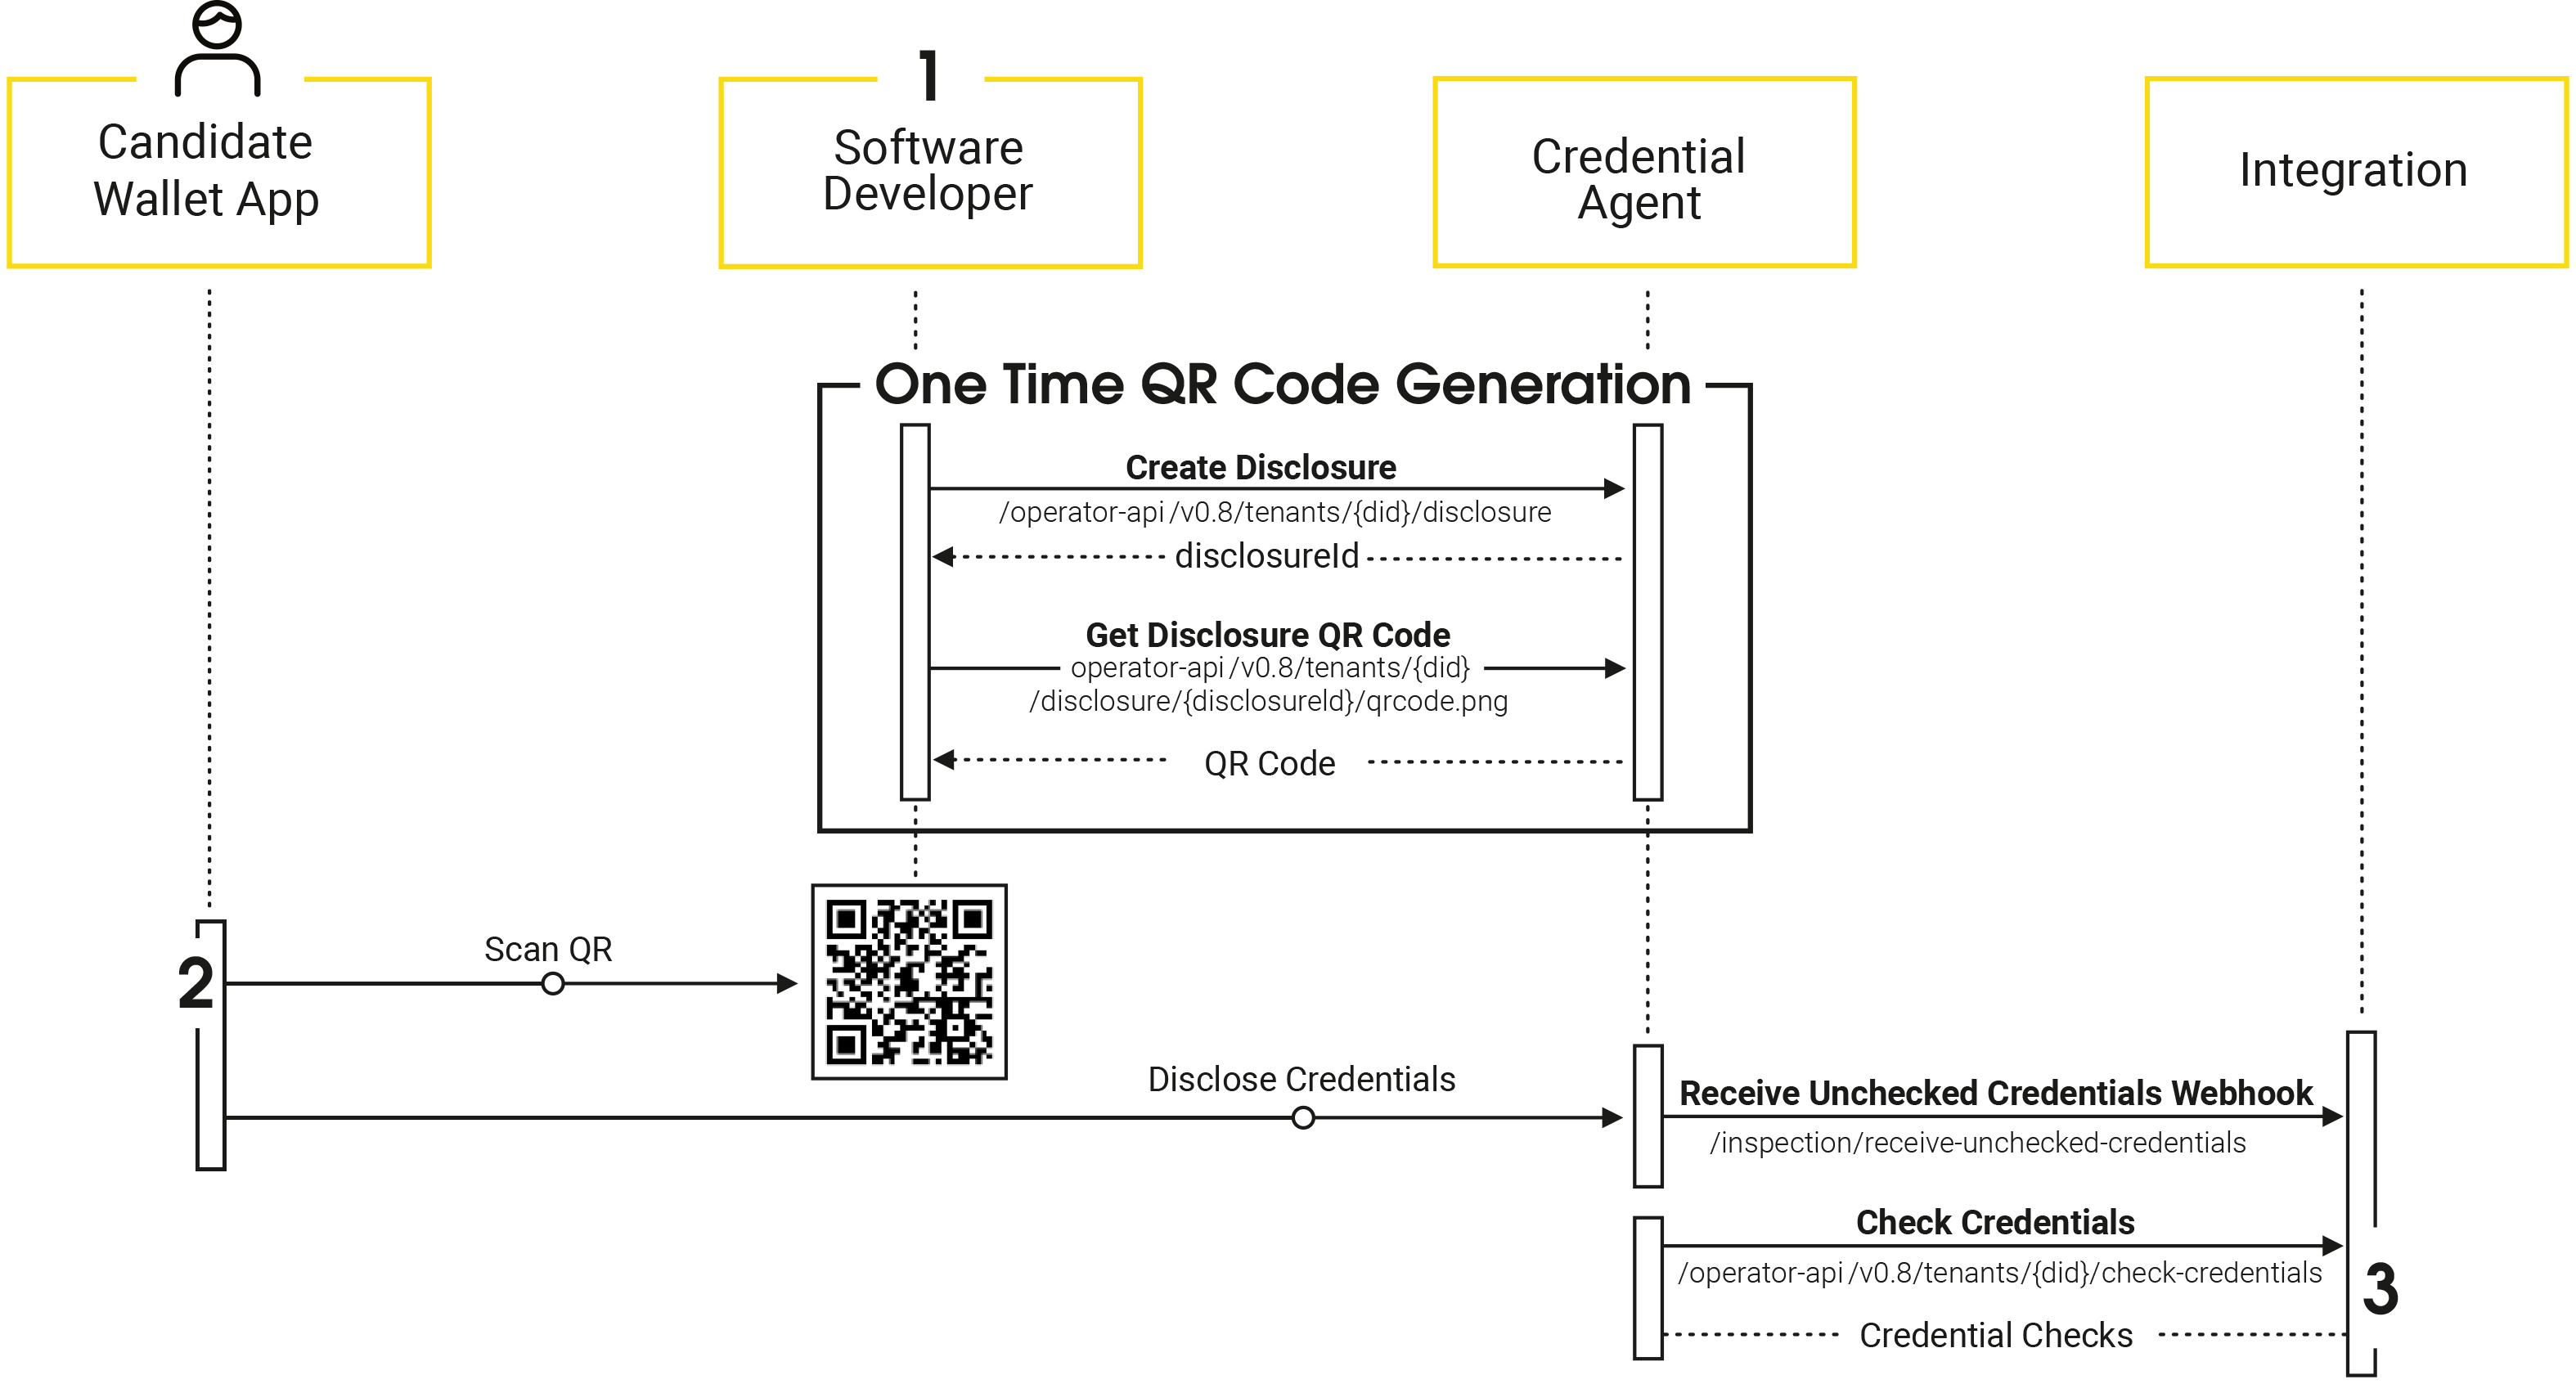 Candidate
Wallet App
1
Software
Developer
Credential
Agent
Integration
One Time QR Code Generation
Create Disclosure
/operator-api/v0.8/tenants/{did}/disclosure
disclosureId
Get Disclosure QR Code
operator-api/v0.8/tenants/{did}
/disclosure/{disclosureId}/qrcode.png
QR Code
2
Scan QR
Disclose Credentials
Receive Unchecked Credentials Webhook
/inspection/receive-unchecked-credentials
Check Credentials
/operator-api/v0.8/tenants/{did}/check-credentials
3
Credential Checks